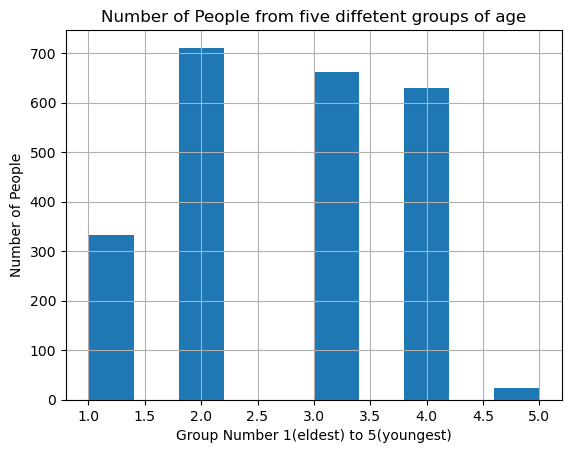 Number of People from five diffetent groups of age
700
600
500
400
300
200
100
0
Number of People
1.0 1.5 2.0 2.5 3.0 3.5 4.0 4.5 5.0
Group Number 1(eldest) to 5(youngest)